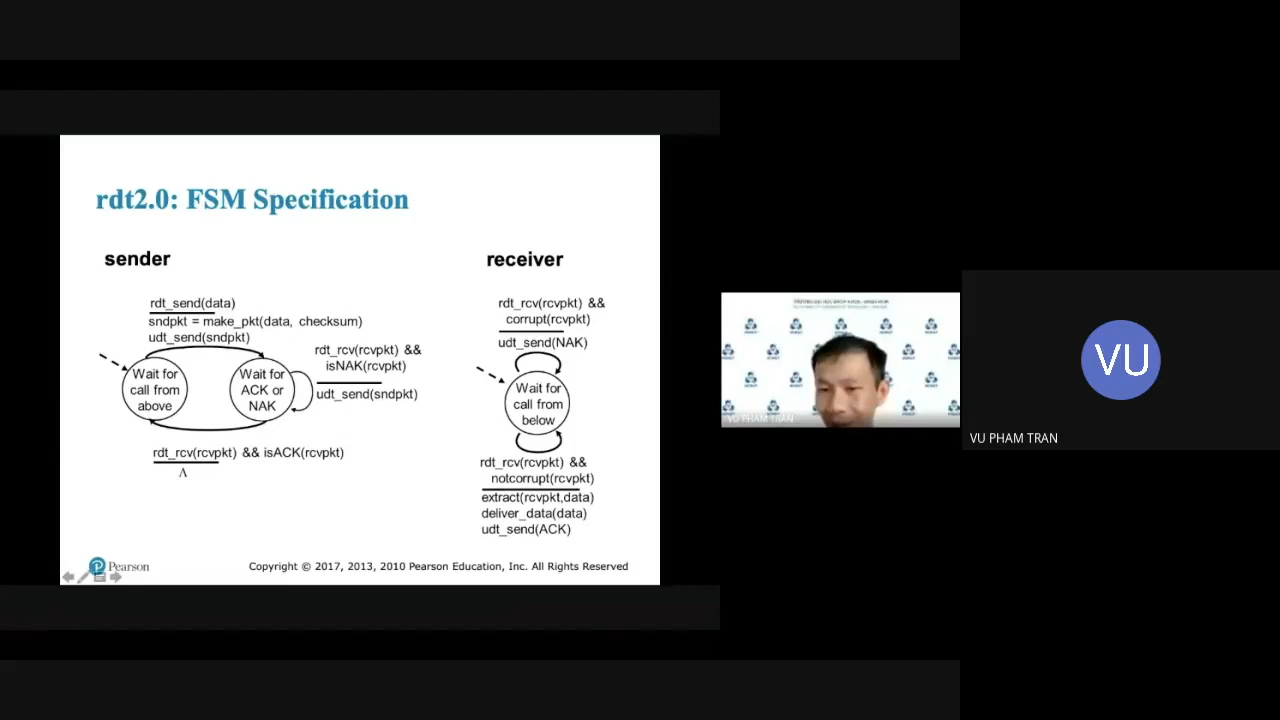 rdt2.0: FSM Specification
sender
receiver
rdt_send(data)
sndpkt = make_pkt(data, checksum)
udt_send(sndpkt)
Wait for
call from
above
Wait for
ACK or
NAK
rdt_rcv(rcvpkt) &&
isNAK(rcvpkt)
udt_send(sndpkt)
rdt_rcv(rcvpkt) && isACK(rcvpkt)
Λ
rdt_rcv(rcvpkt) &&
corrupt(rcvpkt)
udt_send(NAK)
Wait for
call from
below
rdt_rcv(rcvpkt) &&
notcorrupt(rcvpkt)
extract(rcvpkt,data)
deliver_data(data)
udt_send(ACK)
Pearson
Copyright © 2017, 2013, 2010 Pearson Education, Inc. All Rights Reserved
VU PHAM TRAN
VU
VU PHAM TRAN